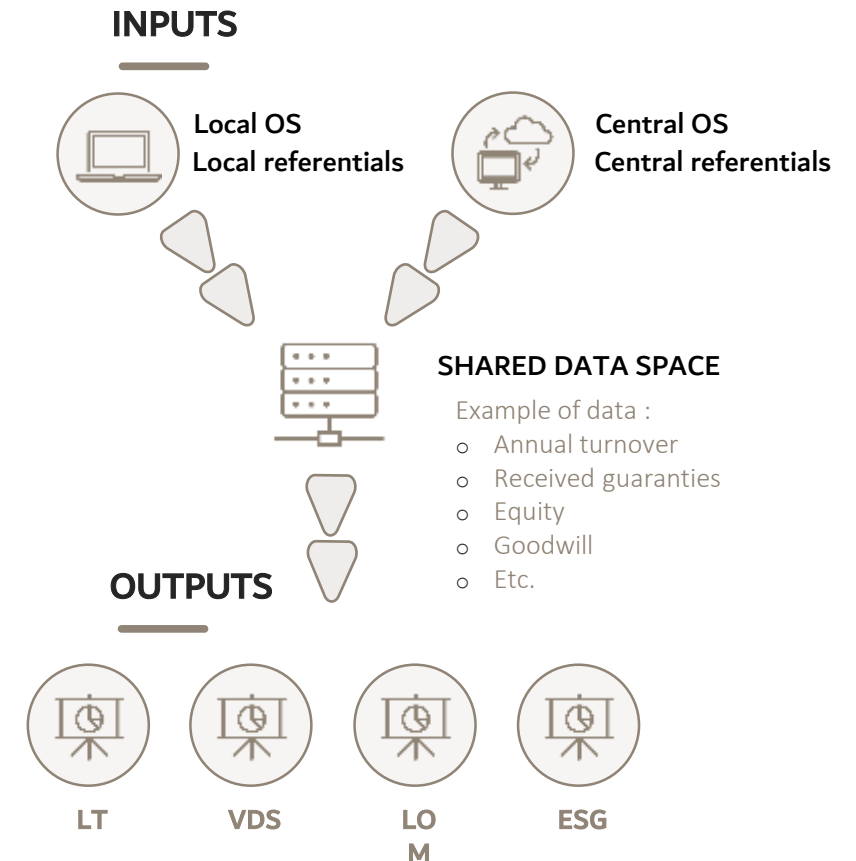 INPUTS
Local OS
Local referentials
Central OS
Central referentials
SHARED DATA SPACE
Example of data :
o Annual turnover
o Received guaranties
o Equity
o Goodwill
o Etc.
OUTPUTS
LT
VDS
LO
M
ESG